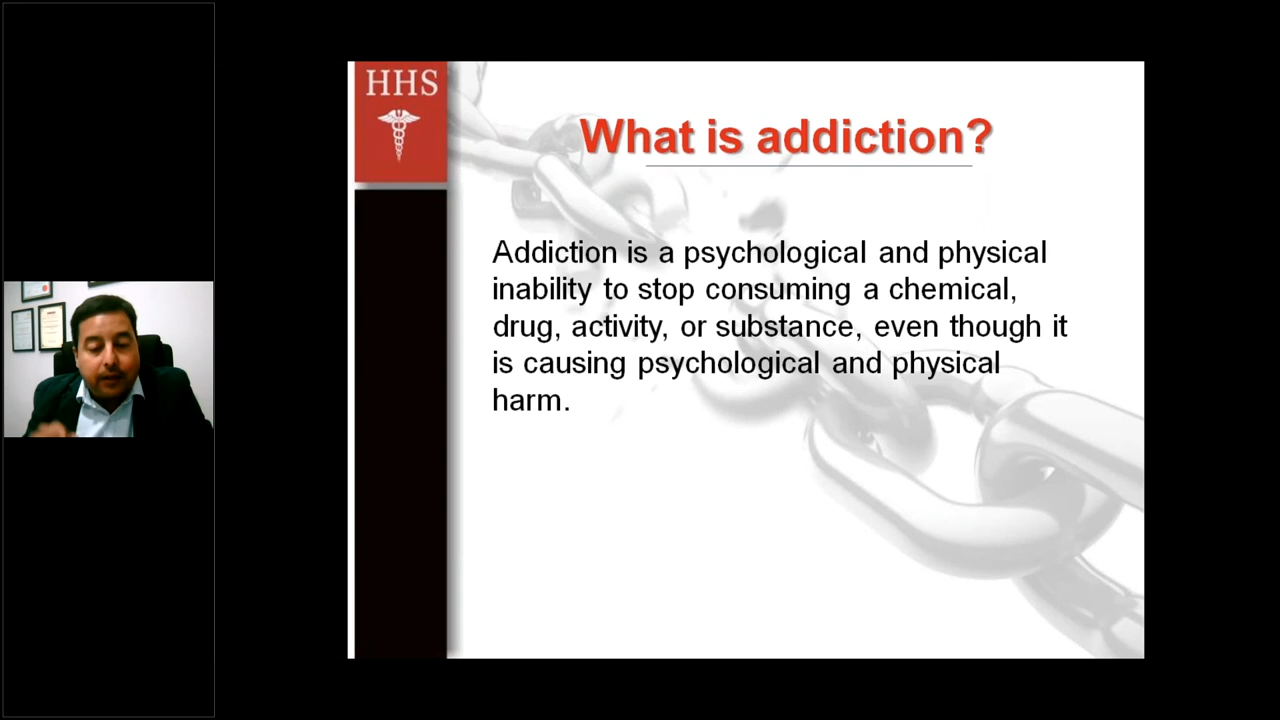 HHS
What is addiction?
Addiction is a psychological and physical
inability to stop consuming a chemical,
drug, activity, or substance, even though it
is causing psychological and physical
harm.